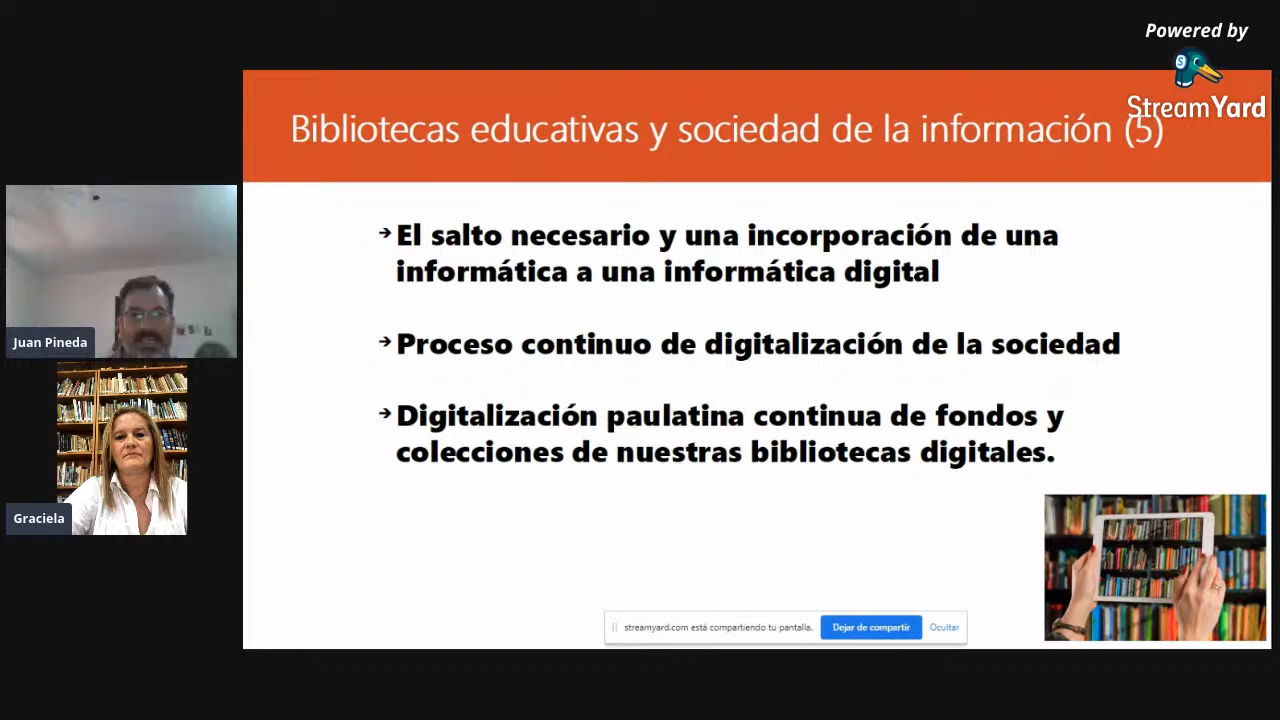 Powered by
StreamYard
Bibliotecas educativas y sociedad de la información (5)
El salto necesario y una incorporación de una
informática a una informática digital
Proceso continuo de digitalización de la sociedad
Digitalización paulatina continua de fondos y
colecciones de nuestras bibliotecas digitales.
Juan Pineda
Graciela
streamyard.com está compartiendo tu pantalla.
Dejar de compartir
Ocultar